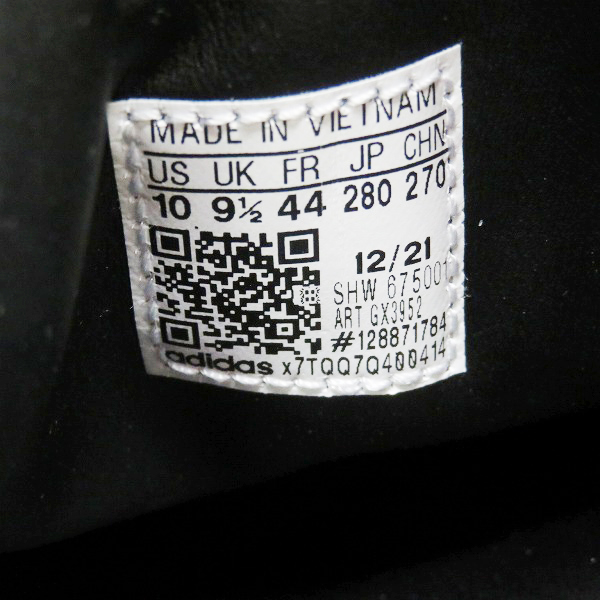 MADE IN VIETNAM
US UK FR JP CHN
10 9½ 44 280 270
12/21
SHW 675001
ART GX3952
#128871784
adidas x7TQQ7Q400414